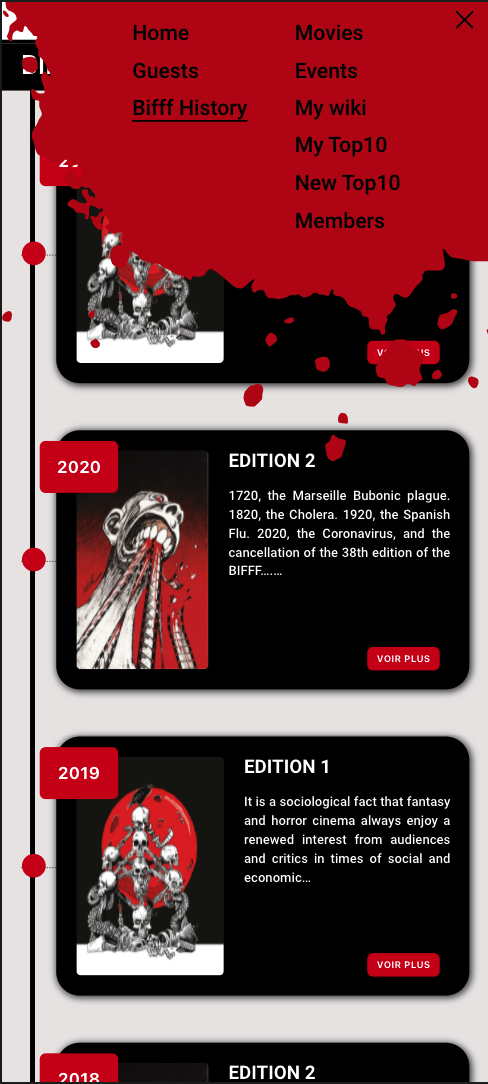 Home
Guests
Bifff History
Movies
Events
My wiki
My Top10
New Top10
Members
2020
EDITION 2
1720, the Marseille Bubonic plague.
1820, the Cholera. 1920, the Spanish
Flu. 2020, the Coronavirus, and the
cancellation of the 38th edition of the
BIFFF.......
VOIR PLUS
2019
EDITION 1
It is a sociological fact that fantasy
and horror cinema always enjoy a
renewed interest from audiences
and critics in times of social and
economic...
VOIR PLUS
2018
EDITION 2